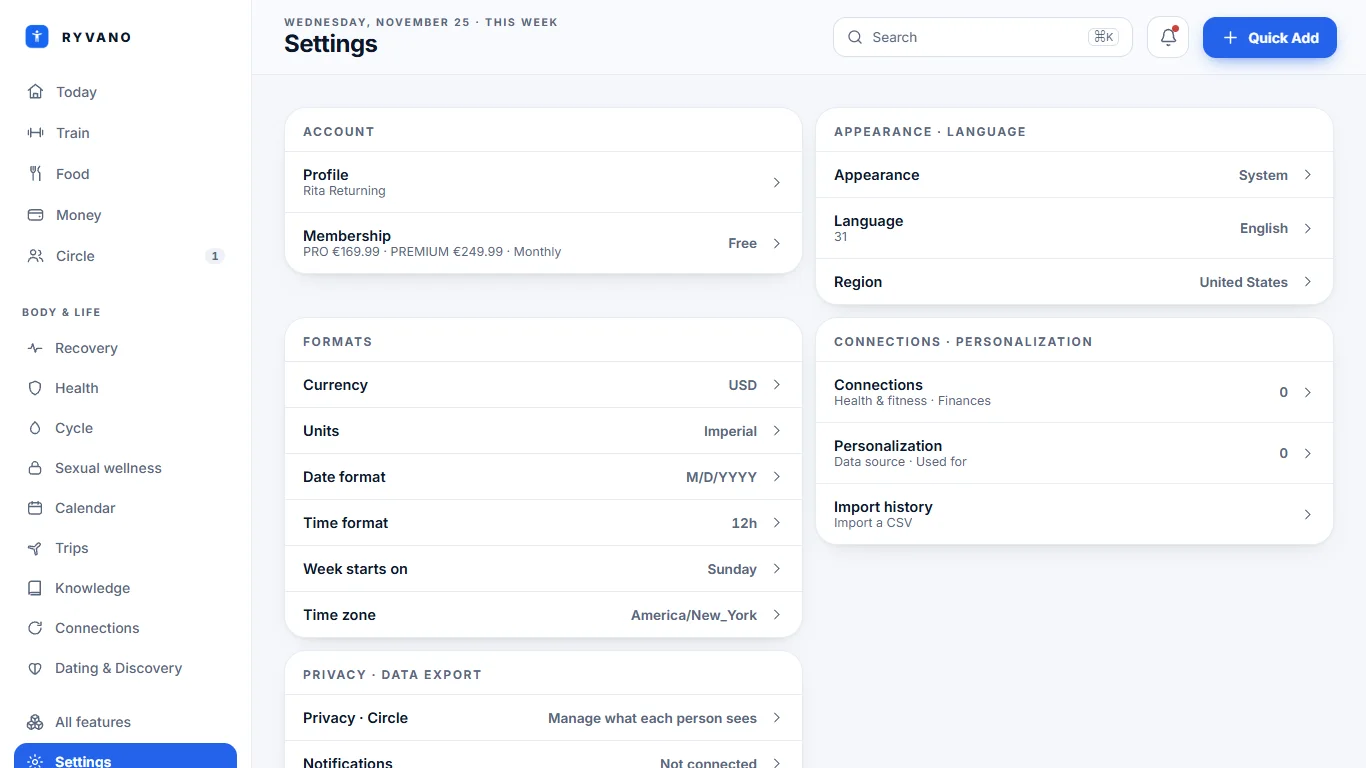 RYVANO
Today
Train
Food
Money
Circle 1
BODY & LIFE
Recovery
Health
Cycle
Sexual wellness
Calendar
Trips
Knowledge
Connections
Dating & Discovery
All features
Settings
WEDNESDAY, NOVEMBER 25 · THIS WEEK
Settings
Search ⌘K
Quick Add
ACCOUNT
Profile
Rita Returning
Membership
PRO €169.99 · PREMIUM €249.99 · Monthly
Free
APPEARANCE · LANGUAGE
Appearance System
Language
31
English
Region United States
FORMATS
Currency USD
Units Imperial
Date format M/D/YYYY
Time format 12h
Week starts on Sunday
Time zone America/New_York
CONNECTIONS · PERSONALIZATION
Connections
Health & fitness · Finances
0
Personalization
Data source · Used for
0
Import history
Import a CSV
PRIVACY · DATA EXPORT
Privacy · Circle Manage what each person sees
Notifications Not connected